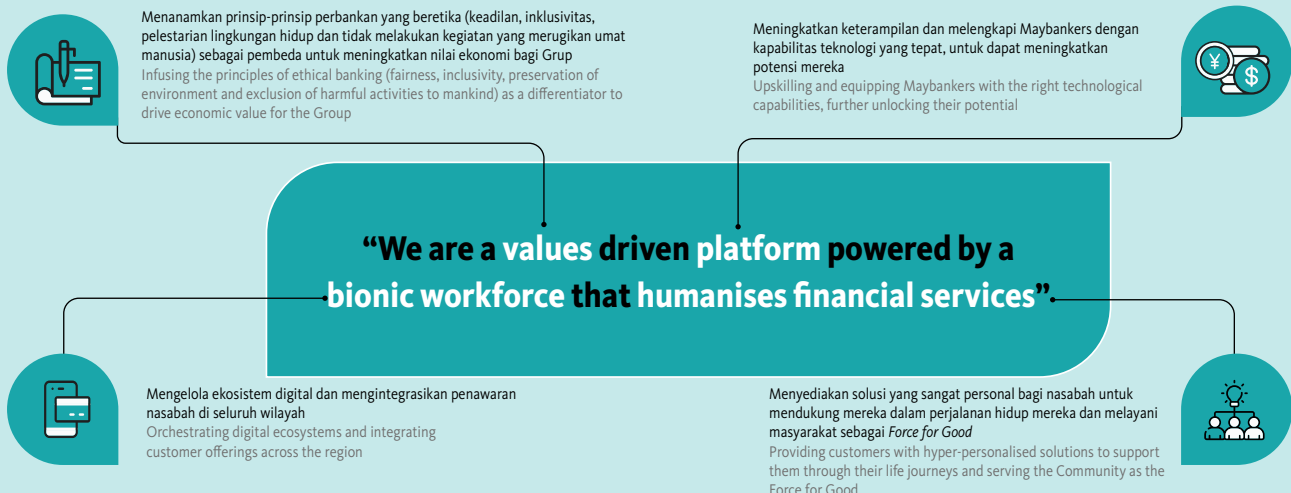 Menanamkan prinsip-prinsip perbankan yang beretika (keadilan, inklusivitas,
pelestarian lingkungan hidup dan tidak melakukan kegiatan yang merugikan umat
manusia) sebagai pembeda untuk meningkatkan nilai ekonomi bagi Grup
Infusing the principles of ethical banking (fairness, inclusivity, preservation of
environment and exclusion of harmful activities to mankind) as a differentiator to
drive economic value for the Group
Meningkatkan keterampilan dan melengkapi Maybankers dengan
kapabilitas teknologi yang tepat, untuk dapat meningkatkan
potensi mereka
Upskilling and equipping Maybankers with the right technological
capabilities, further unlocking their potential
¥
$
“We are a values driven platform powered by a
bionic workforce that humanises financial services”
Mengelola ekosistem digital dan mengintegrasikan penawaran
nasabah di seluruh wilayah
Orchestrating digital ecosystems and integrating
customer offerings across the region
Menyediakan solusi yang sangat personal bagi nasabah untuk
mendukung mereka dalam perjalanan hidup mereka dan melayani
masyarakat sebagai Force for Good
Providing customers with hyper-personalised solutions to support
them through their life journeys and serving the Community as the
Force for Good